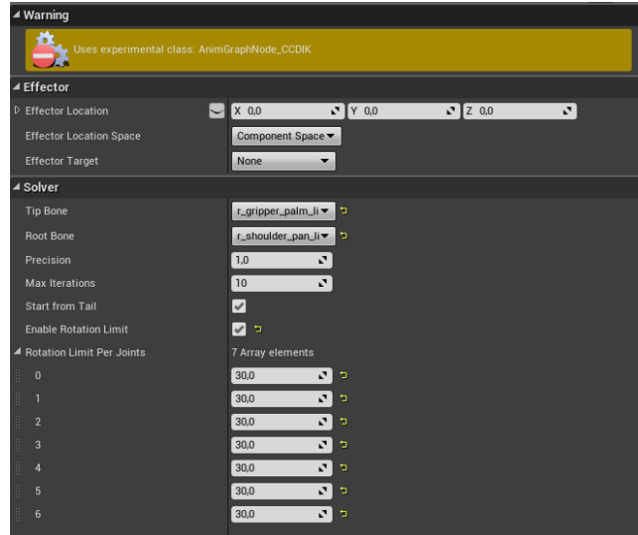 Warning
Uses experimental class: AnimGraphNode_CCDIK
Effector
Effector Location X 0,0 Y 0,0 Z 0,0
Effector Location Space Component Space
Effector Target None
Solver
Tip Bone r_gripper_palm_li
Root Bone r_shoulder_pan_li
Precision 1,0
Max Iterations 10
Start from Tail
Enable Rotation Limit
Rotation Limit Per Joints 7 Array elements
0 30,0
1 30,0
2 30,0
3 30,0
4 30,0
5 30,0
6 30,0